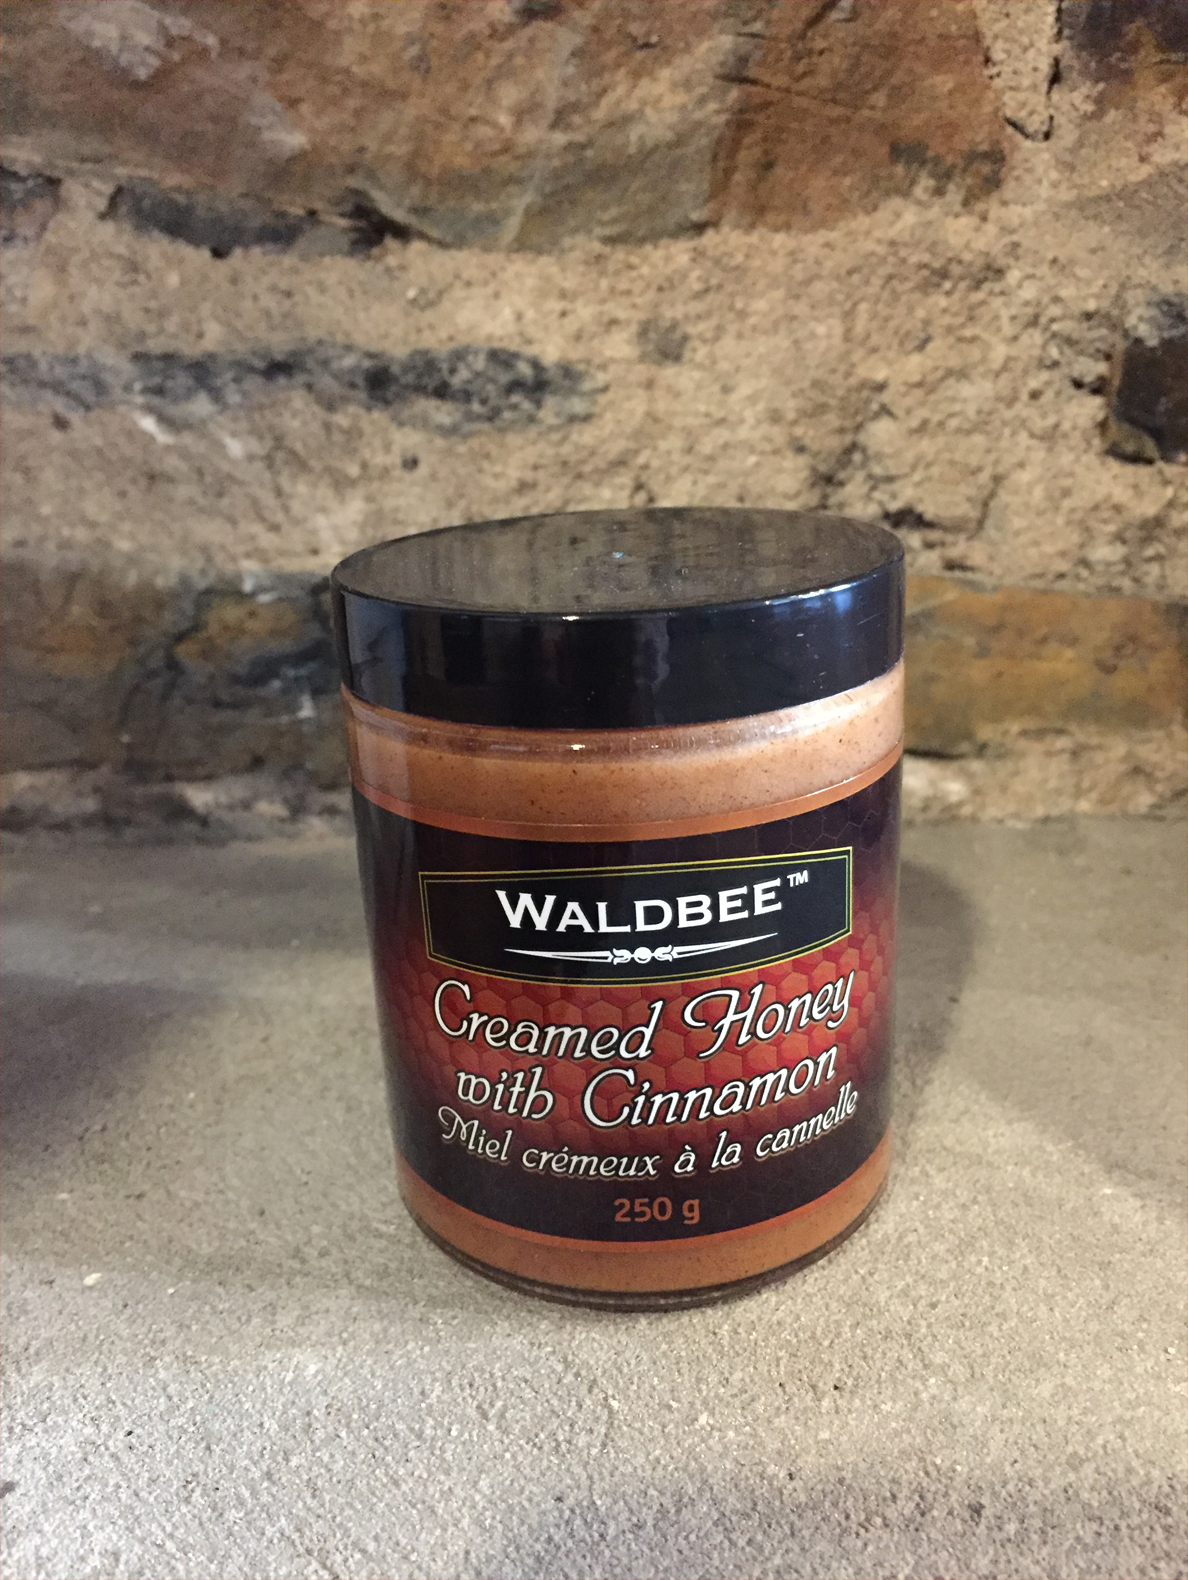 WALDBEE™
Creamed Honey
with Cinnamon
Miel crémeux à la cannelle
250 g